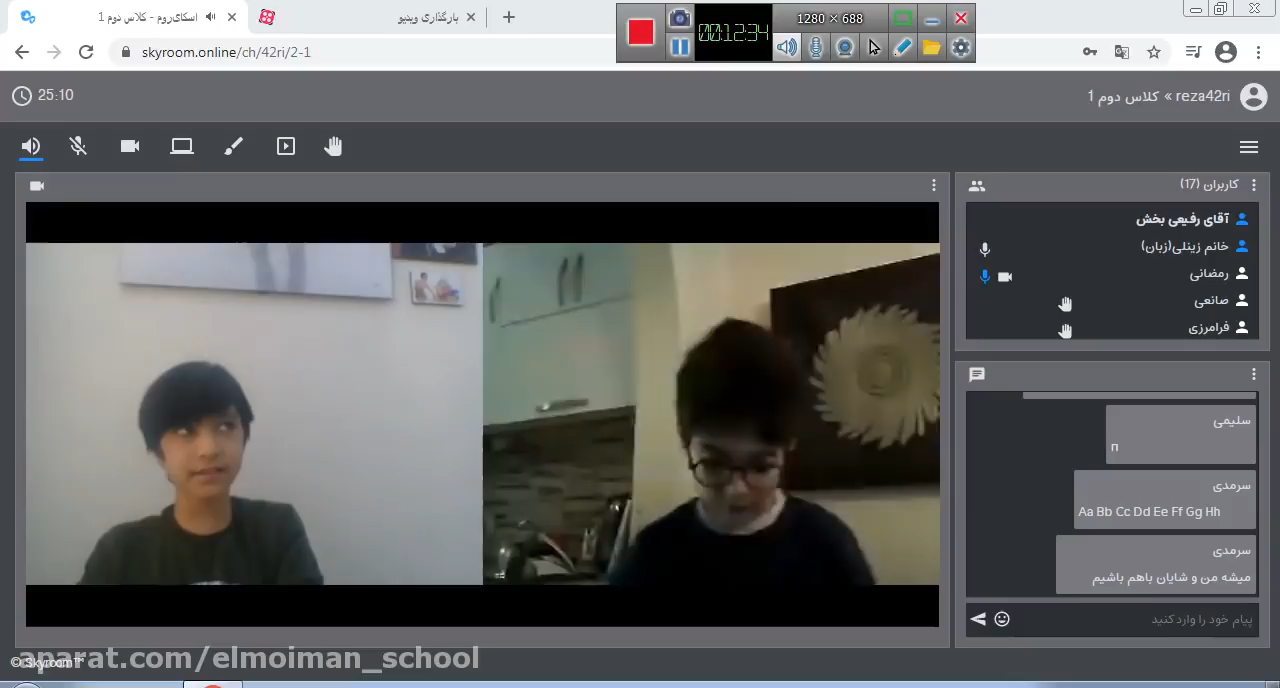 اسکای‌روم - کلاس دوم 1
بارگذاری ویدیو
00:12:34
1280 × 688
skyroom.online/ch/42ri/2-1
25:10
reza42ri » کلاس دوم 1
کاربران (17)
آقای رفیعی بخش
خانم زینلی(زبان)
رمضانی
صانعی
فرامرزی
سلیمی
п
سرمدی
Aa Bb Cc Dd Ee Ff Gg Hh
سرمدی
میشه من و شایان باهم باشیم
پیام خود را وارد کنید
© Skyroom™
aparat.com/elmoiman_school